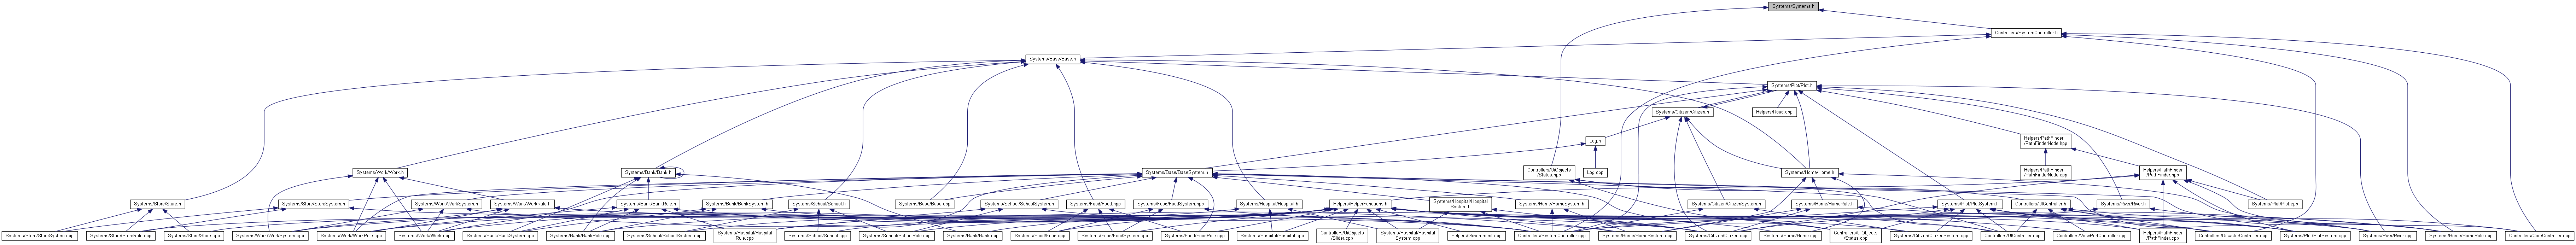 Systems/Systems.h
Controllers/SystemController.h
Systems/Base/Base.h
Systems/Plot/Plot.h
Systems/Citizen/Citizen.h
Helpers/Road.cpp
Log.h
Helpers/PathFinder
/PathFinderNode.hpp
Systems/Work/Work.h
Systems/Bank/Bank.h
Systems/Base/BaseSystem.h
Controllers/UiObjects
/Status.hpp
Log.cpp
Systems/Home/Home.h
Helpers/PathFinder
/PathFinderNode.cpp
Helpers/PathFinder
/PathFinder.hpp
Systems/Store/Store.h
Systems/Store/StoreSystem.h
Systems/Work/WorkSystem.h
Systems/Work/WorkRule.h
Systems/Bank/BankRule.h
Systems/Bank/BankSystem.h
Systems/School/School.h
Systems/Base/Base.cpp
Systems/School/SchoolSystem.h
Systems/Food/Food.hpp
Systems/Food/FoodSystem.hpp
Systems/Hospital/Hospital.h
Helpers/HelperFunctions.h
Systems/Hospital/Hospital
System.h
Systems/Home/HomeSystem.h
Systems/Citizen/CitizenSystem.h
Systems/Home/HomeRule.h
Systems/Plot/PlotSystem.h
Controllers/UIController.h
Systems/River/River.h
Systems/Plot/Plot.cpp
Systems/Store/StoreSystem.cpp
Systems/Store/StoreRule.cpp
Systems/Store/Store.cpp
Systems/Work/WorkSystem.cpp
Systems/Work/WorkRule.cpp
Systems/Work/Work.cpp
Systems/Bank/BankSystem.cpp
Systems/Bank/BankRule.cpp
Systems/School/SchoolSystem.cpp
Systems/Hospital/Hospital
Rule.cpp
Systems/School/School.cpp
Systems/School/SchoolRule.cpp
Systems/Bank/Bank.cpp
Systems/Food/Food.cpp
Systems/Food/FoodSystem.cpp
Systems/Food/FoodRule.cpp
Systems/Hospital/Hospital.cpp
Controllers/UiObjects
/Slider.cpp
Systems/Hospital/Hospital
System.cpp
Helpers/Government.cpp
Controllers/SystemController.cpp
Systems/Home/HomeSystem.cpp
Systems/Citizen/Citizen.cpp
Systems/Home/Home.cpp
Controllers/UiObjects
/Status.cpp
Systems/Citizen/CitizenSystem.cpp
Controllers/UIController.cpp
Controllers/ViewPortController.cpp
Helpers/PathFinder
/PathFinder.cpp
Controllers/DisasterController.cpp
Systems/Plot/PlotSystem.cpp
Systems/River/River.cpp
Systems/Home/HomeRule.cpp
Controllers/CoreController.cpp